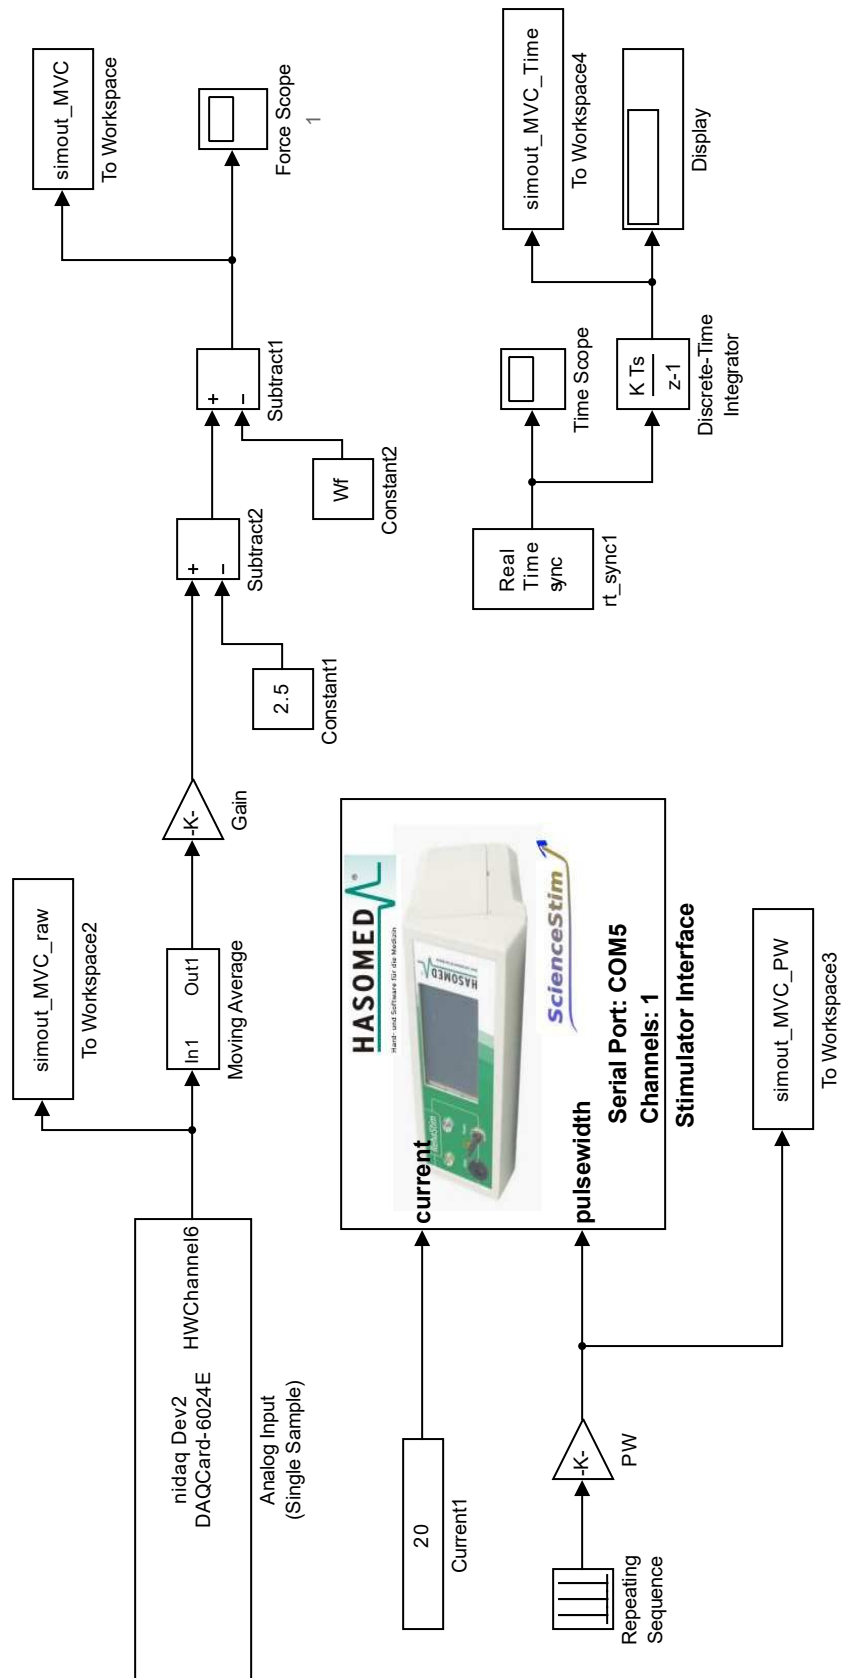 nidaq Dev2
DAQCard-6024E
HWChannel6
Analog Input
(Single Sample)
simout_MVC_raw
To Workspace2
In1
Out1
Moving Average
-K-
Gain
2.5
Constant1
+
−
Subtract2
Wf
Constant2
+
−
Subtract1
simout_MVC
To Workspace
Force Scope
1
20
Current1
Repeating
Sequence
-K-
PW
current
pulsewidth
HASOMED
®
Hard- und Software für die Medizin
HASOMED
RehaStim
ScienceStim
Serial Port: COM5
Channels: 1
Stimulator Interface
simout_MVC_PW
To Workspace3
Real
Time
sync
rt_sync1
Time Scope
K Ts
z-1
Discrete-Time
Integrator
simout_MVC_Time
To Workspace4
Display